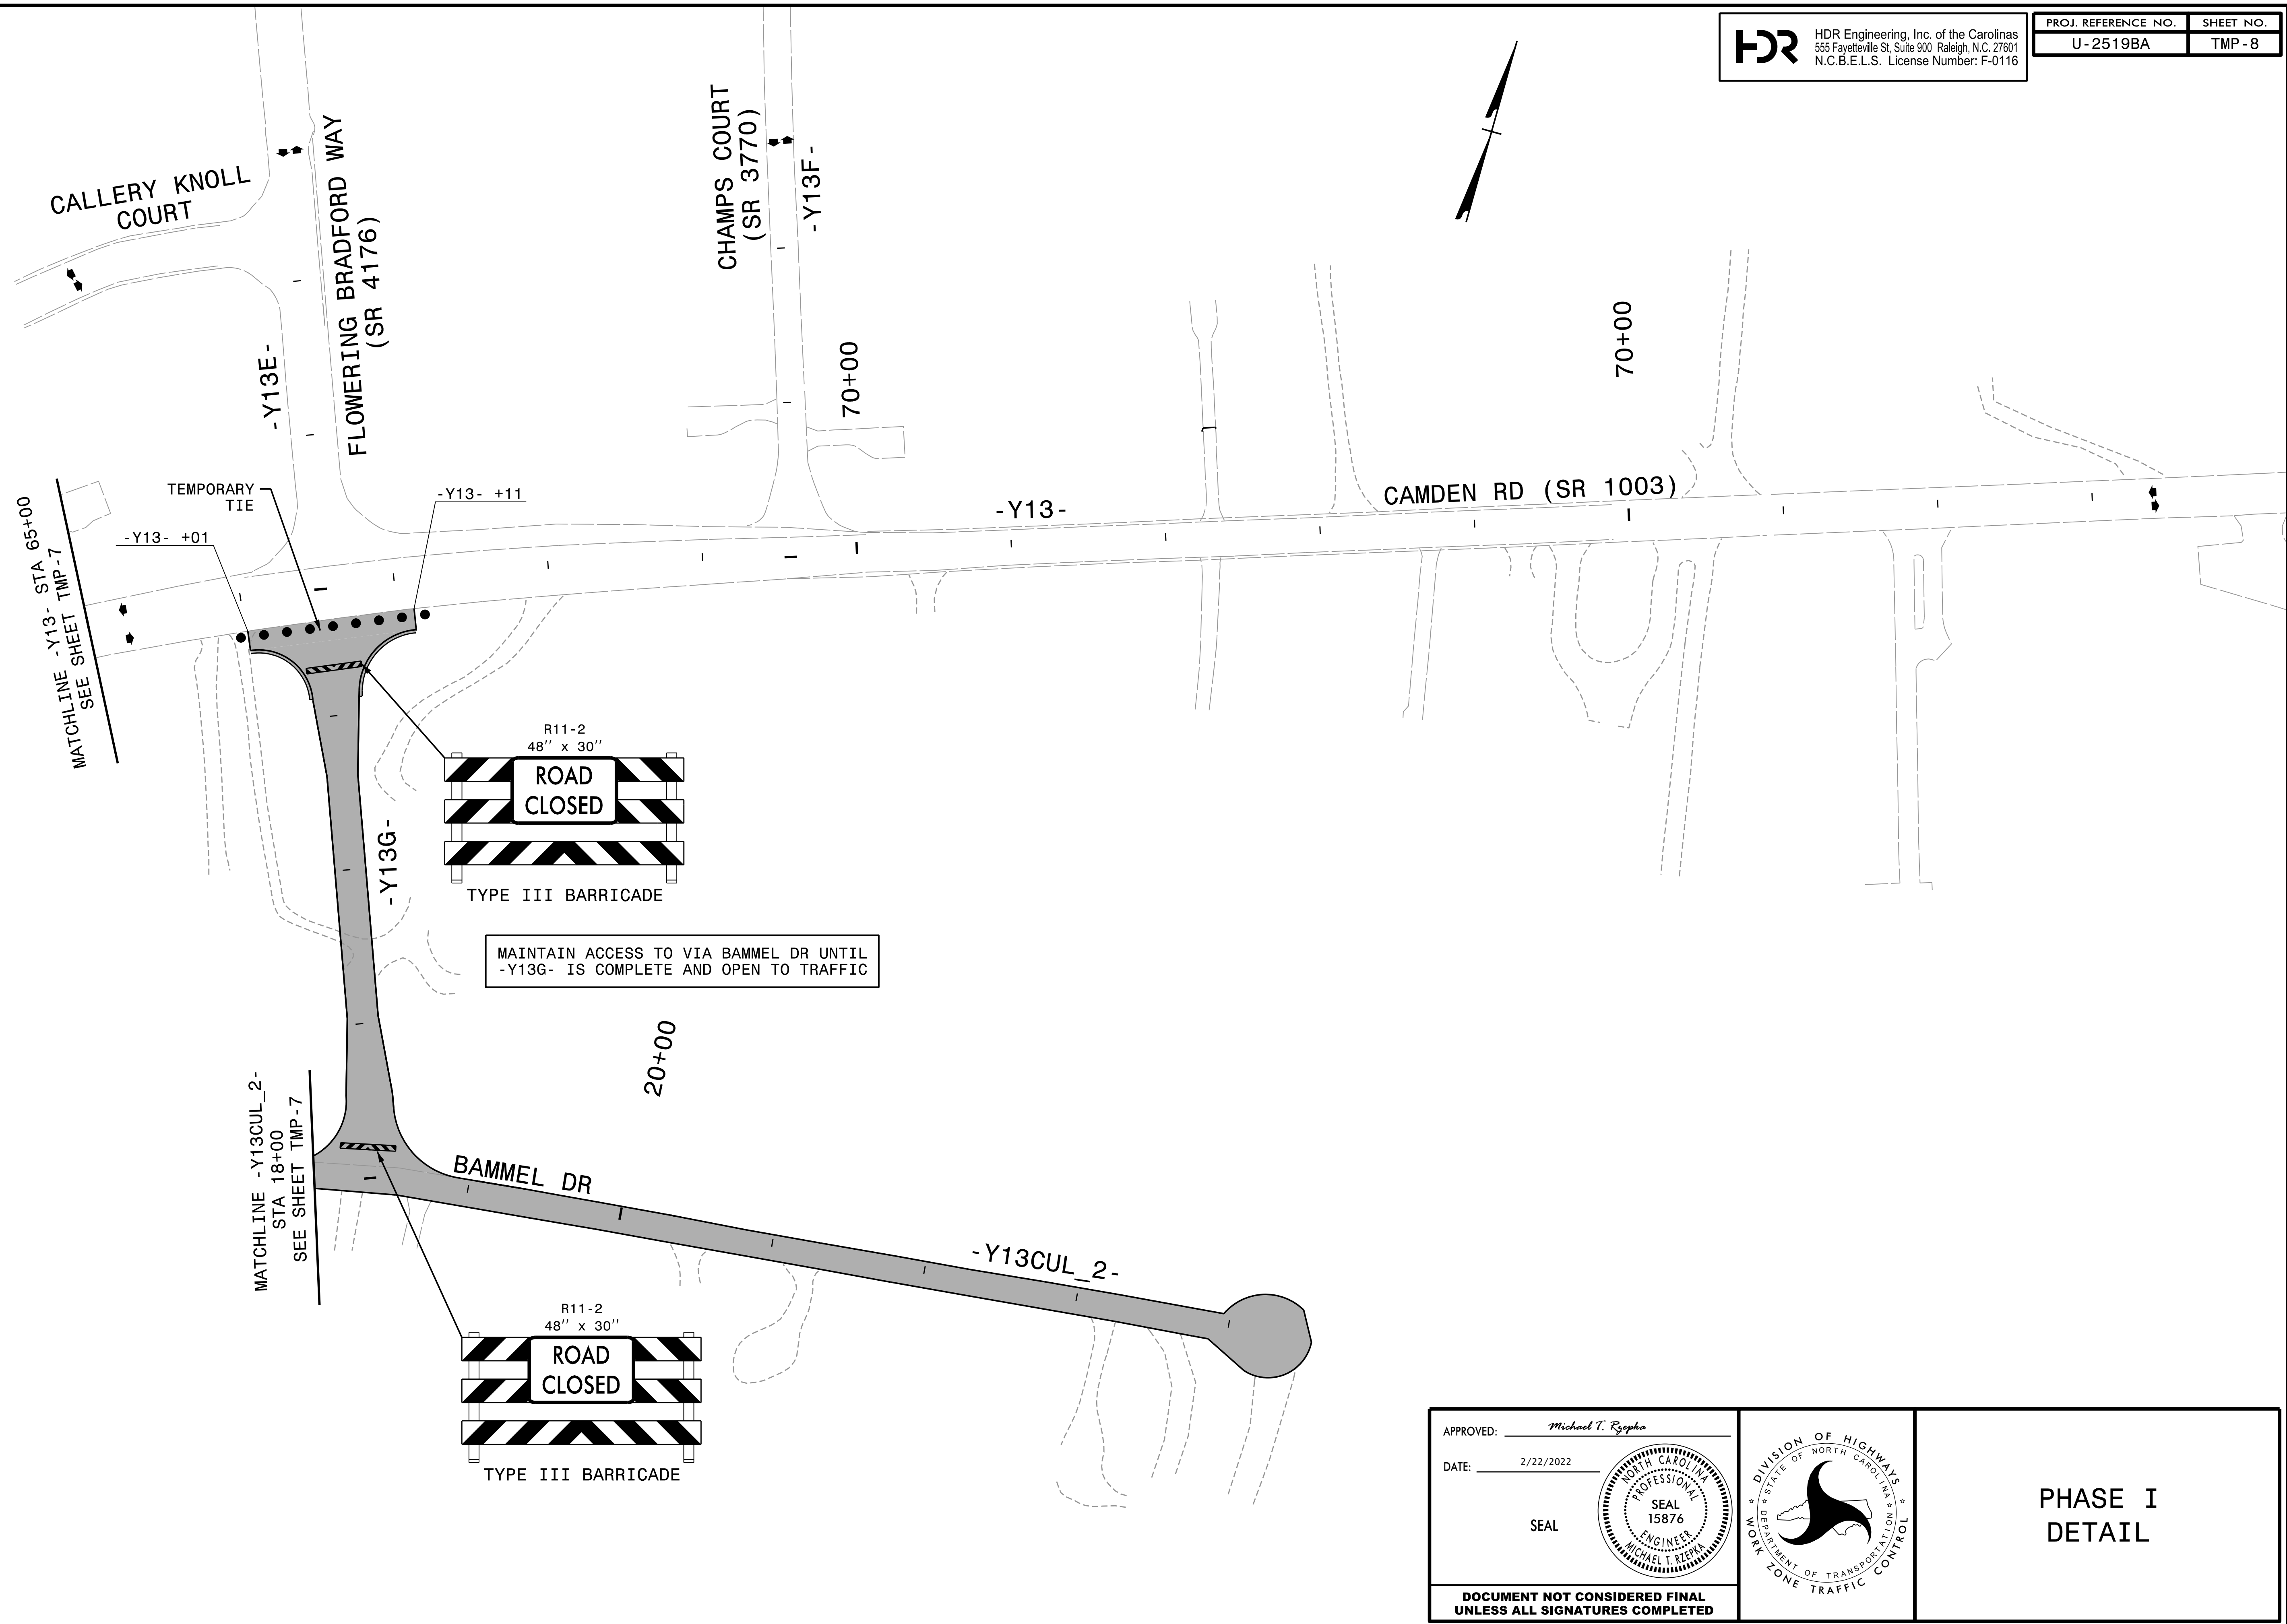 HDR
HDR Engineering, Inc. of the Carolinas
555 Fayetteville St, Suite 900 Raleigh, N.C. 27601
N.C.B.E.L.S. License Number: F-0116
PROJ. REFERENCE NO.
SHEET NO.
U-2519BA
TMP-8
CALLERY KNOLL
COURT
FLOWERING BRADFORD WAY
(SR 4176)
-Y13E-
CHAMPS COURT
(SR 3770)
-Y13F-
70+00
70+00
CAMDEN RD (SR 1003)
-Y13-
TEMPORARY
TIE
-Y13- +11
-Y13- +01
MATCHLINE -Y13- STA 65+00
SEE SHEET TMP-7
R11-2
48'' x 30''
ROAD
CLOSED
TYPE III BARRICADE
-Y13G-
MAINTAIN ACCESS TO VIA BAMMEL DR UNTIL
-Y13G- IS COMPLETE AND OPEN TO TRAFFIC
20+00
MATCHLINE -Y13CUL_2-
STA 18+00
SEE SHEET TMP-7
BAMMEL DR
-Y13CUL_2-
R11-2
48'' x 30''
ROAD
CLOSED
TYPE III BARRICADE
APPROVED:
Michael T. Rzepka
DATE:
2/22/2022
SEAL
NORTH CAROLINA
PROFESSIONAL
SEAL
15876
ENGINEER
MICHAEL T. RZEPKA
DOCUMENT NOT CONSIDERED FINAL
UNLESS ALL SIGNATURES COMPLETED
DIVISION OF HIGHWAYS
STATE OF NORTH CAROLINA
DEPARTMENT OF TRANSPORTATION
WORK ZONE TRAFFIC CONTROL
PHASE I
DETAIL